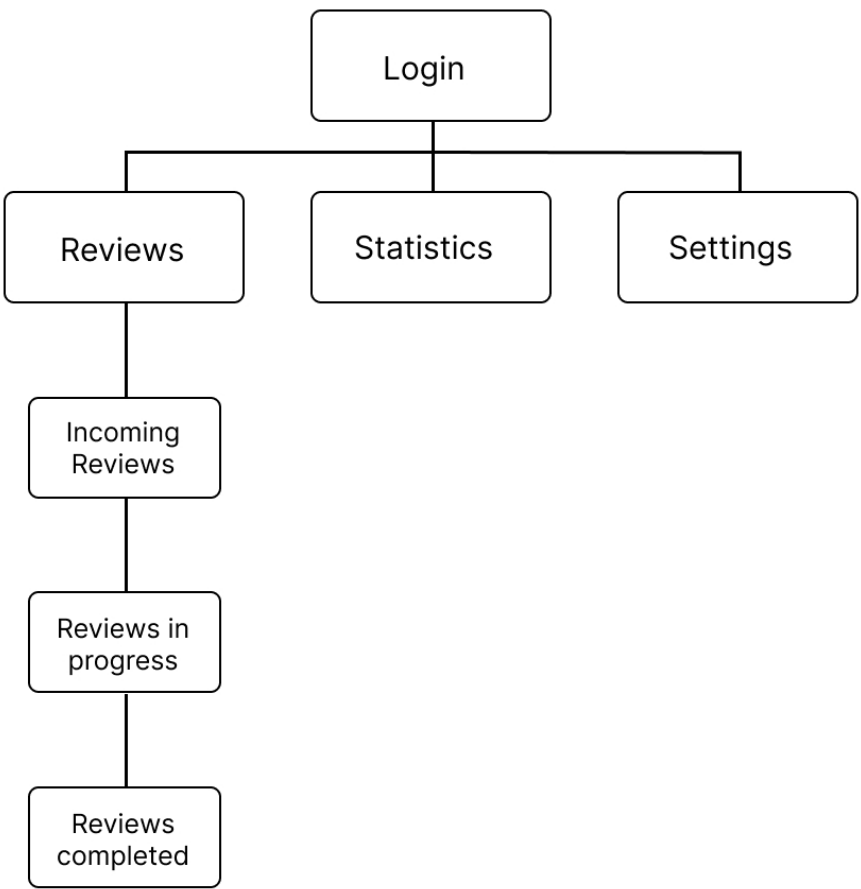 Login
Reviews
Statistics
Settings
Incoming
Reviews
Reviews in
progress
Reviews
completed